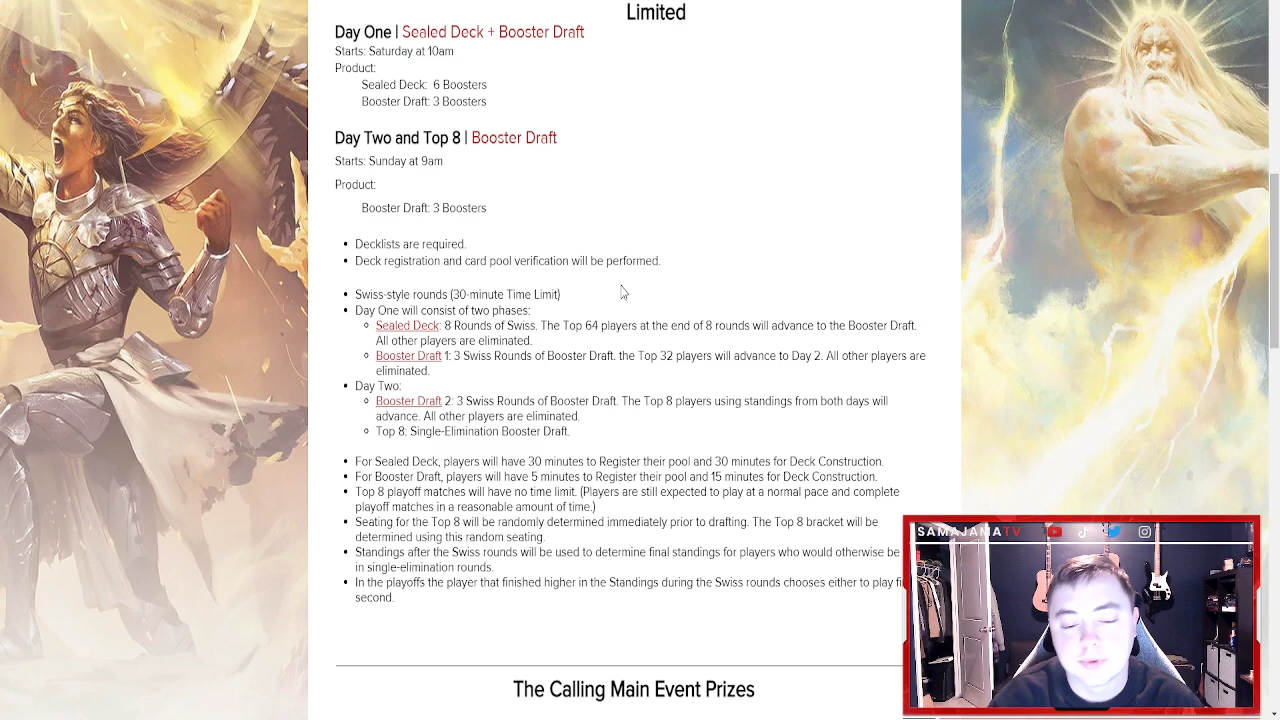 Limited
Day One | Sealed Deck + Booster Draft
Starts: Saturday at 10am
Product:
Sealed Deck: 6 Boosters
Booster Draft: 3 Boosters
Day Two and Top 8 | Booster Draft
Starts: Sunday at 9am
Product:
Booster Draft: 3 Boosters
Decklists are required.
Deck registration and card pool verification will be performed.
Swiss-style rounds (30-minute Time Limit)
Day One will consist of two phases:
Sealed Deck: 8 Rounds of Swiss. The Top 64 players at the end of 8 rounds will advance to the Booster Draft.
All other players are eliminated.
Booster Draft 1: 3 Swiss Rounds of Booster Draft. the Top 32 players will advance to Day 2. All other players are
eliminated.
Day Two:
Booster Draft 2: 3 Swiss Rounds of Booster Draft. The Top 8 players using standings from both days will
advance. All other players are eliminated.
Top 8: Single-Elimination Booster Draft.
For Sealed Deck, players will have 30 minutes to Register their pool and 30 minutes for Deck Construction.
For Booster Draft, players will have 5 minutes to Register their pool and 15 minutes for Deck Construction.
Top 8 playoff matches will have no time limit. (Players are still expected to play at a normal pace and complete
playoff matches in a reasonable amount of time.)
Seating for the Top 8 will be randomly determined immediately prior to drafting. The Top 8 bracket will be
determined using this random seating.
Standings after the Swiss rounds will be used to determine final standings for players who would otherwise be
in single-elimination rounds.
In the playoffs the player that finished higher in the Standings during the Swiss rounds chooses either to play
second.
SAMAJAMATV
The Calling Main Event Prizes